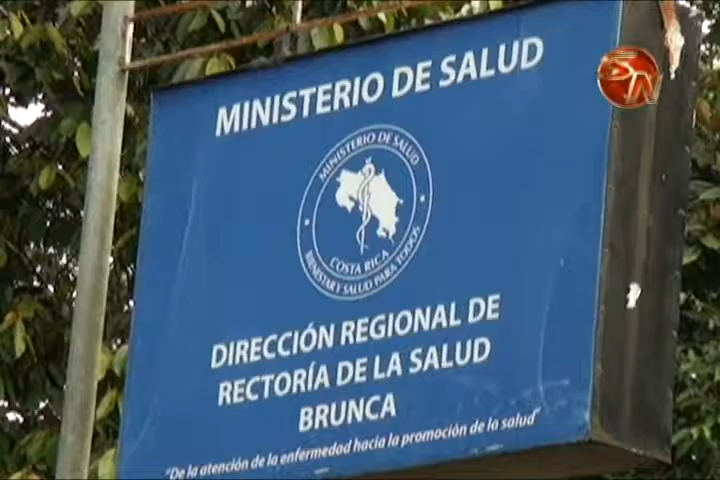 MINISTERIO DE SALUD
MINISTERIO DE SALUD
COSTA RICA
BIENESTAR Y SALUD PARA TODOS
DIRECCIÓN REGIONAL DE
RECTORÍA DE LA SALUD
BRUNCA
"De la atención de la enfermedad hacia la promoción de la salud"